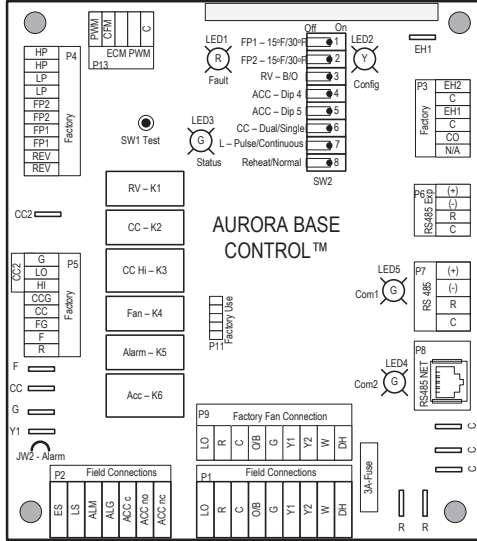 PWM
CFM
C
ECM PWM
P13
P4
HP
HP
LP
LP
FP2
FP2
FP1
FP1
REV
REV
Factory
LED1
R
Fault
SW1 Test
LED3
G
Status
Off On
FP1 – 15ºF/30ºF 1
FP2 – 15ºF/30ºF 2
RV – B/O 3
ACC – Dip 4 4
ACC – Dip 5 5
CC – Dual/Single 6
L – Pulse/Continuous 7
Reheat/Normal 8
SW2
LED2
Y
Config
EH1
P3
EH2
C
EH1
C
CO
N/A
Factory
RV – K1
CC – K2
CC Hi – K3
Fan – K4
Alarm – K5
Acc – K6
AURORA BASE
CONTROL™
P6
RS485 Exp
(+)
(-)
R
C
CC2
CC2
P5
G
LO
HI
CCG
CC
FG
F
R
Factory
P11
Factory Use
LED5
Com1
G
P7
RS 485
(+)
(-)
R
C
LED4
Com2
G
P8
RS485 NET
F
CC
G
Y1
JW2 - Alarm
P9 Factory Fan Connection
LO R C O/B G Y1 Y2 W DH
P2 Field Connections
ES LS ALM ALG ACC c ACC no ACC nc
P1 Field Connections
LO R C O/B G Y1 Y2 W DH
3A-Fuse
C
C
C
R R